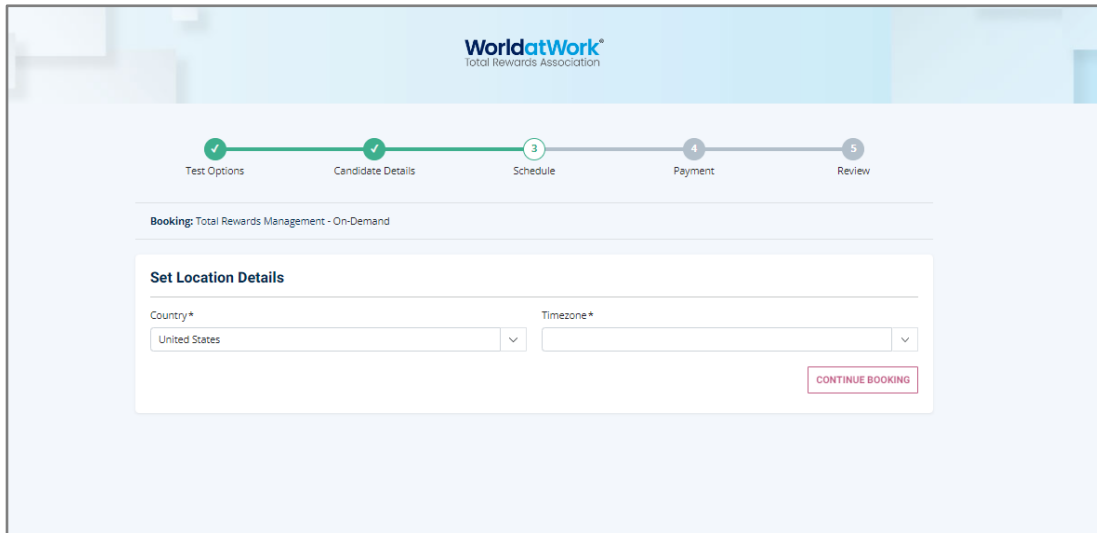 WorldatWork®
Total Rewards Association
3 4 5
Test Options Candidate Details Schedule Payment Review
Booking: Total Rewards Management - On-Demand
Set Location Details
Country* Timezone*
United States
CONTINUE BOOKING